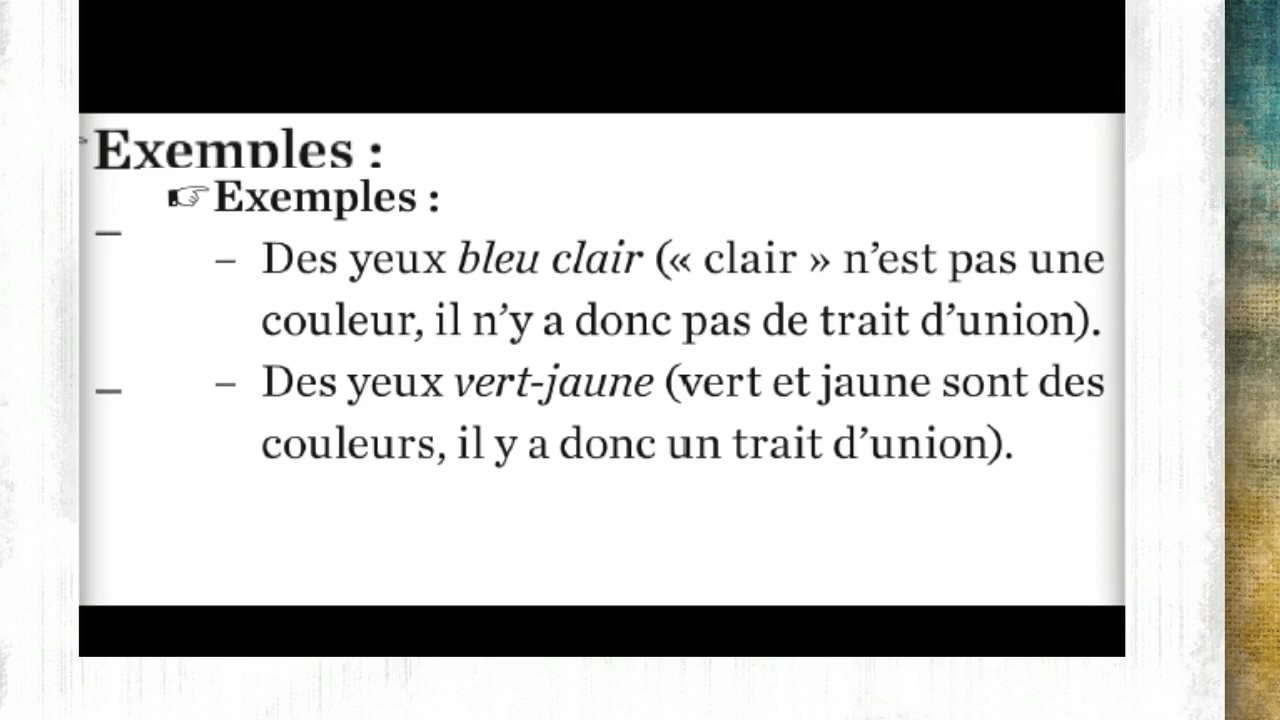 Exemples :
☞ Exemples :
– Des yeux bleu clair (« clair » n’est pas une
couleur, il n’y a donc pas de trait d’union).
– Des yeux vert-jaune (vert et jaune sont des
couleurs, il y a donc un trait d’union).